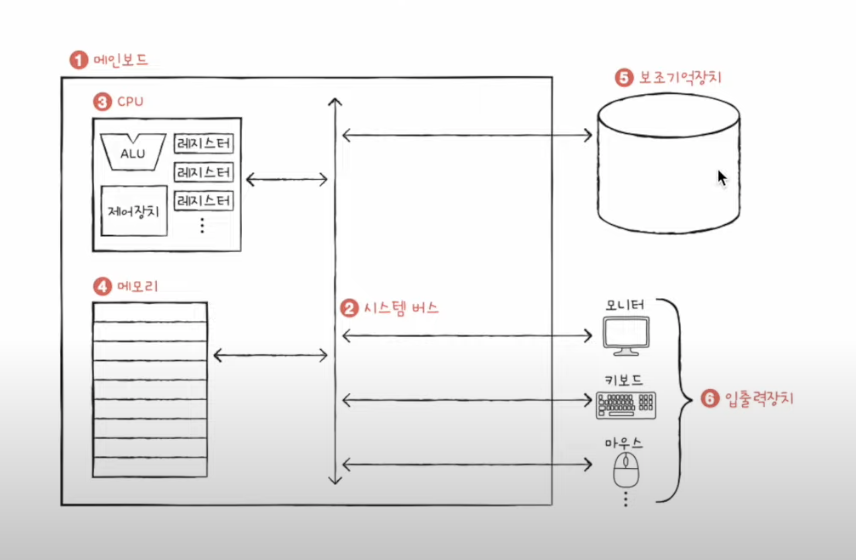 1 메인보드
3 CPU
ALU
레지스터
레지스터
레지스터
제어장치
4 메모리
2 시스템 버스
5 보조기억장치
모니터
키보드
마우스
6 입출력장치